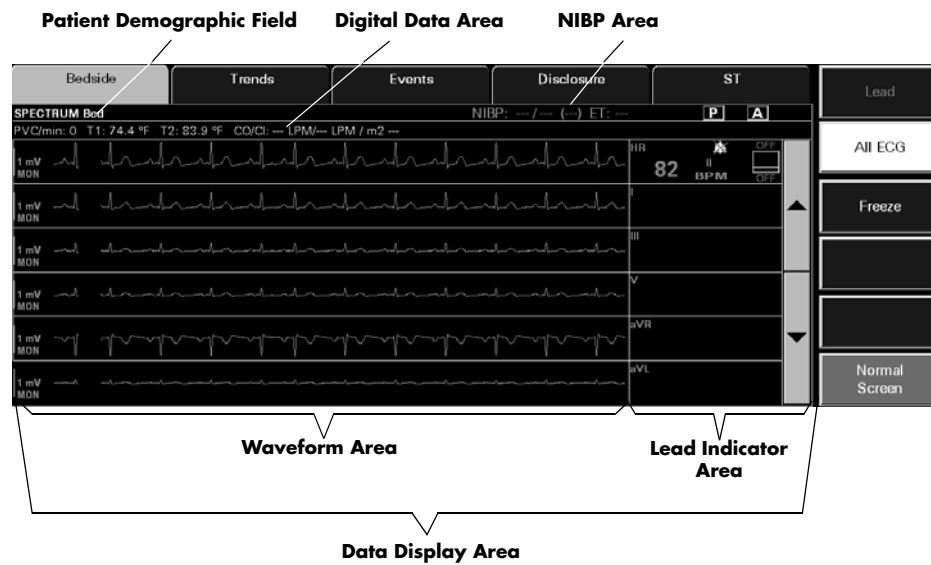 Patient Demographic Field Digital Data Area NIBP Area
Bedside Trends Events Disclosure ST
Lead
SPECTRUM Bed NIBP: --- / --- (---) ET: --- P A
PVC/min: 0 T1: 74.4 °F T2: 83.9 °F CO/CI: --- LPM/--- LPM / m2 ---
All ECG
HR 82 II BPM OFF OFF
1 mV
MON
Freeze
I
1 mV
MON
III
1 mV
MON
V
1 mV
MON
aVR
1 mV
MON
Normal
Screen
aVL
1 mV
MON
Waveform Area
Lead Indicator
Area
Data Display Area